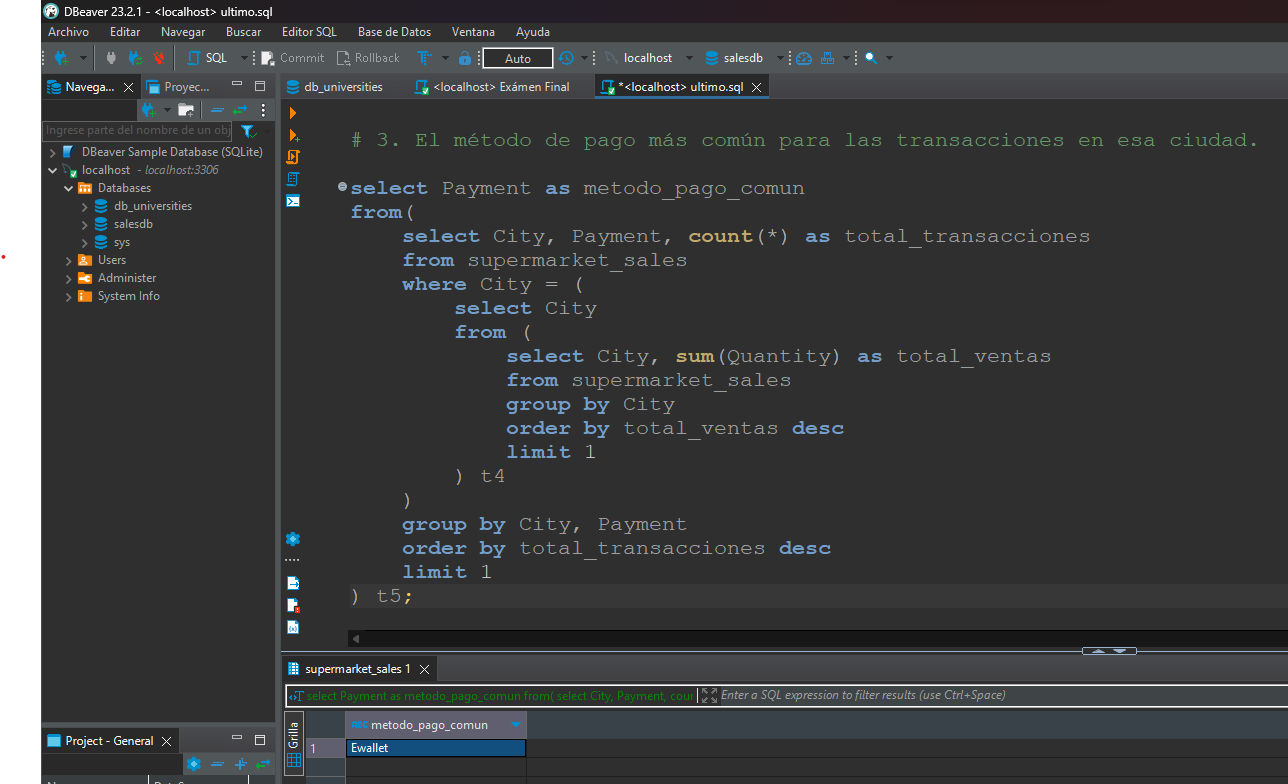 DBeaver 23.2.1 - <localhost> ultimo.sql
Archivo Editar Navegar Buscar Editor SQL Base de Datos Ventana Ayuda
SQL Commit Rollback Auto localhost salesdb
Navega... Proyec... db_universities <localhost> Exámen Final *<localhost> ultimo.sql
Ingrese parte del nombre de un obj
DBeaver Sample Database (SQLite)
localhost - localhost:3306
Databases
db_universities
salesdb
sys
Users
Administer
System Info
# 3. El método de pago más común para las transacciones en esa ciudad.
select Payment as metodo_pago_comun
from(
select City, Payment, count(*) as total_transacciones
from supermarket_sales
where City = (
select City
from (
select City, sum(Quantity) as total_ventas
from supermarket_sales
group by City
order by total_ventas desc
limit 1
) t4
)
group by City, Payment
order by total_transacciones desc
limit 1
) t5;
supermarket_sales 1
select Payment as metodo_pago_comun from( select City, Payment, cour
Enter a SQL expression to filter results (use Ctrl+Space)
Grilla
ABC metodo_pago_comun
1 Ewallet
Project - General